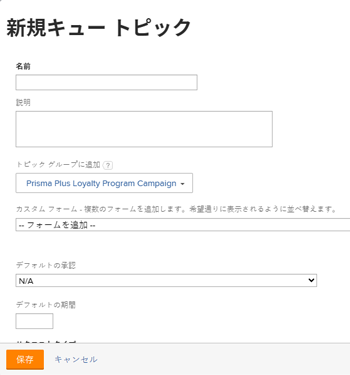 新規キュー トピック
名前
説明
トピック グループに追加 ?
Prisma Plus Loyalty Program Campaign
カスタム フォーム - 複数のフォームを追加します。希望通りに表示されるように並べ替えます。
-- フォームを追加 --
デフォルトの承認
N/A
デフォルトの期間
保存 キャンセル